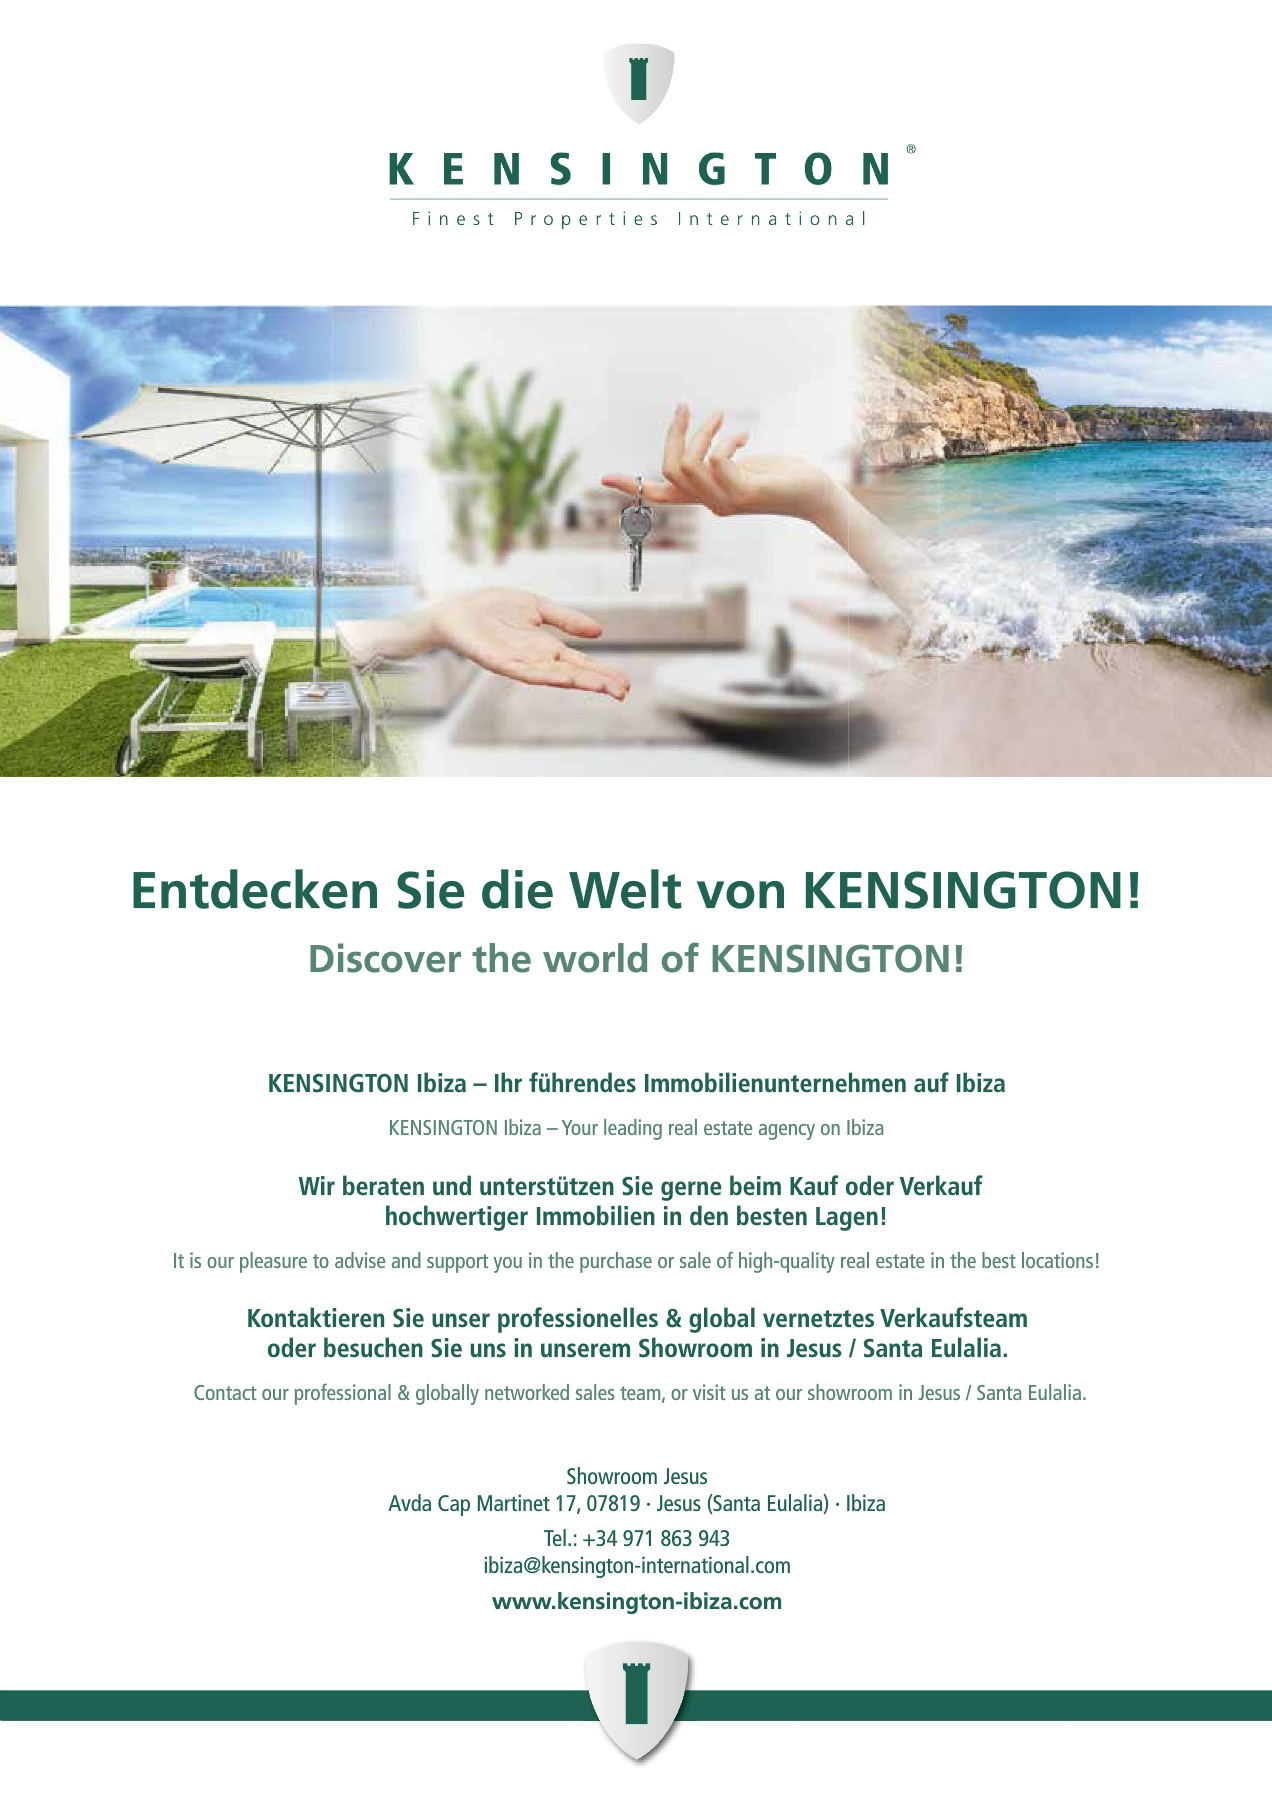 KENSINGTON®
Finest Properties International
Entdecken Sie die Welt von KENSINGTON!
Discover the world of KENSINGTON!
KENSINGTON Ibiza – Ihr führendes Immobilienunternehmen auf Ibiza
KENSINGTON Ibiza – Your leading real estate agency on Ibiza
Wir beraten und unterstützen Sie gerne beim Kauf oder Verkauf
hochwertiger Immobilien in den besten Lagen!
It is our pleasure to advise and support you in the purchase or sale of high-quality real estate in the best locations!
Kontaktieren Sie unser professionelles & global vernetztes Verkaufsteam
oder besuchen Sie uns in unserem Showroom in Jesus / Santa Eulalia.
Contact our professional & globally networked sales team, or visit us at our showroom in Jesus / Santa Eulalia.
Showroom Jesus
Avda Cap Martinet 17, 07819 · Jesus (Santa Eulalia) · Ibiza
Tel.: +34 971 863 943
ibiza@kensington-international.com
www.kensington-ibiza.com